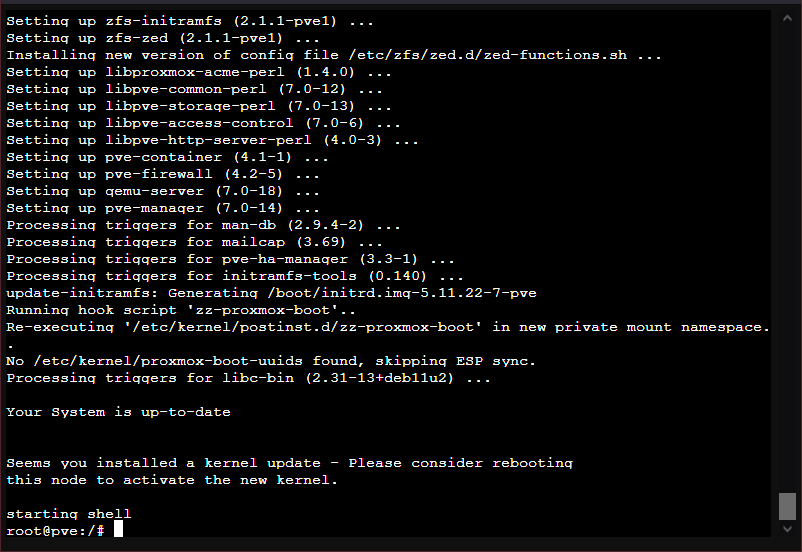 Setting up zfs-initramfs (2.1.1-pve1) ...
Setting up zfs-zed (2.1.1-pve1) ...
Installing new version of config file /etc/zfs/zed.d/zed-functions.sh ...
Setting up libproxmox-acme-perl (1.4.0) ...
Setting up libpve-common-perl (7.0-12) ...
Setting up libpve-storage-perl (7.0-13) ...
Setting up libpve-access-control (7.0-6) ...
Setting up libpve-http-server-perl (4.0-3) ...
Setting up pve-container (4.1-1) ...
Setting up pve-firewall (4.2-5) ...
Setting up qemu-server (7.0-18) ...
Setting up pve-manager (7.0-14) ...
Processing triggers for man-db (2.9.4-2) ...
Processing triggers for mailcap (3.69) ...
Processing triggers for pve-ha-manager (3.3-1) ...
Processing triggers for initramfs-tools (0.140) ...
update-initramfs: Generating /boot/initrd.img-5.11.22-7-pve
Running hook script 'zz-proxmox-boot'..
Re-executing '/etc/kernel/postinst.d/zz-proxmox-boot' in new private mount namespace.
.
No /etc/kernel/proxmox-boot-uuids found, skipping ESP sync.
Processing triggers for libc-bin (2.31-13+deb11u2) ...
Your System is up-to-date
Seems you installed a kernel update - Please consider rebooting
this node to activate the new kernel.
starting shell
root@pve:/#